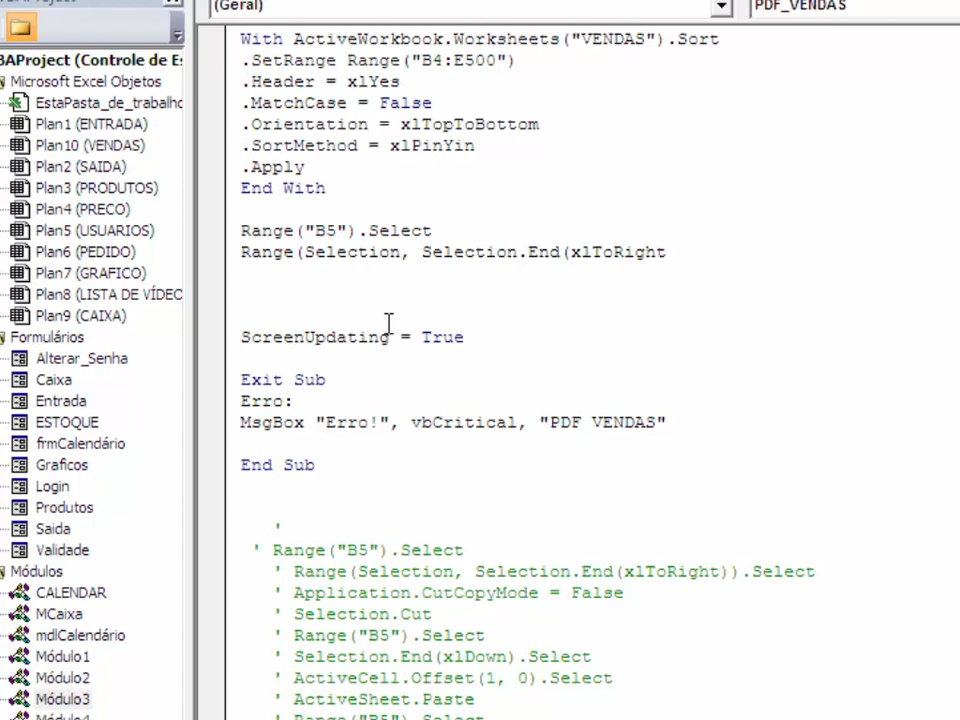 (Geral)
PDF_VENDAS
BAProject (Controle de Es
Microsoft Excel Objetos
EstaPasta_de_trabalho
Plan1 (ENTRADA)
Plan10 (VENDAS)
Plan2 (SAIDA)
Plan3 (PRODUTOS)
Plan4 (PRECO)
Plan5 (USUARIOS)
Plan6 (PEDIDO)
Plan7 (GRAFICO)
Plan8 (LISTA DE VÍDEO
Plan9 (CAIXA)
Formulários
Alterar_Senha
Caixa
Entrada
ESTOQUE
frmCalendário
Graficos
Login
Produtos
Saida
Validade
Módulos
CALENDAR
MCaixa
mdlCalendário
Módulo1
Módulo2
Módulo3
Módulo4
With ActiveWorkbook.Worksheets("VENDAS").Sort
.SetRange Range("B4:E500")
.Header = xlYes
.MatchCase = False
.Orientation = xlTopToBottom
.SortMethod = xlPinYin
.Apply
End With
Range("B5").Select
Range(Selection, Selection.End(xlToRight
ScreenUpdating = True
Exit Sub
Erro:
MsgBox "Erro!", vbCritical, "PDF VENDAS"
End Sub
'
' Range("B5").Select
' Range(Selection, Selection.End(xlToRight)).Select
' Application.CutCopyMode = False
' Selection.Cut
' Range("B5").Select
' Selection.End(xlDown).Select
' ActiveCell.Offset(1, 0).Select
' ActiveSheet.Paste
' Range("B5").Select